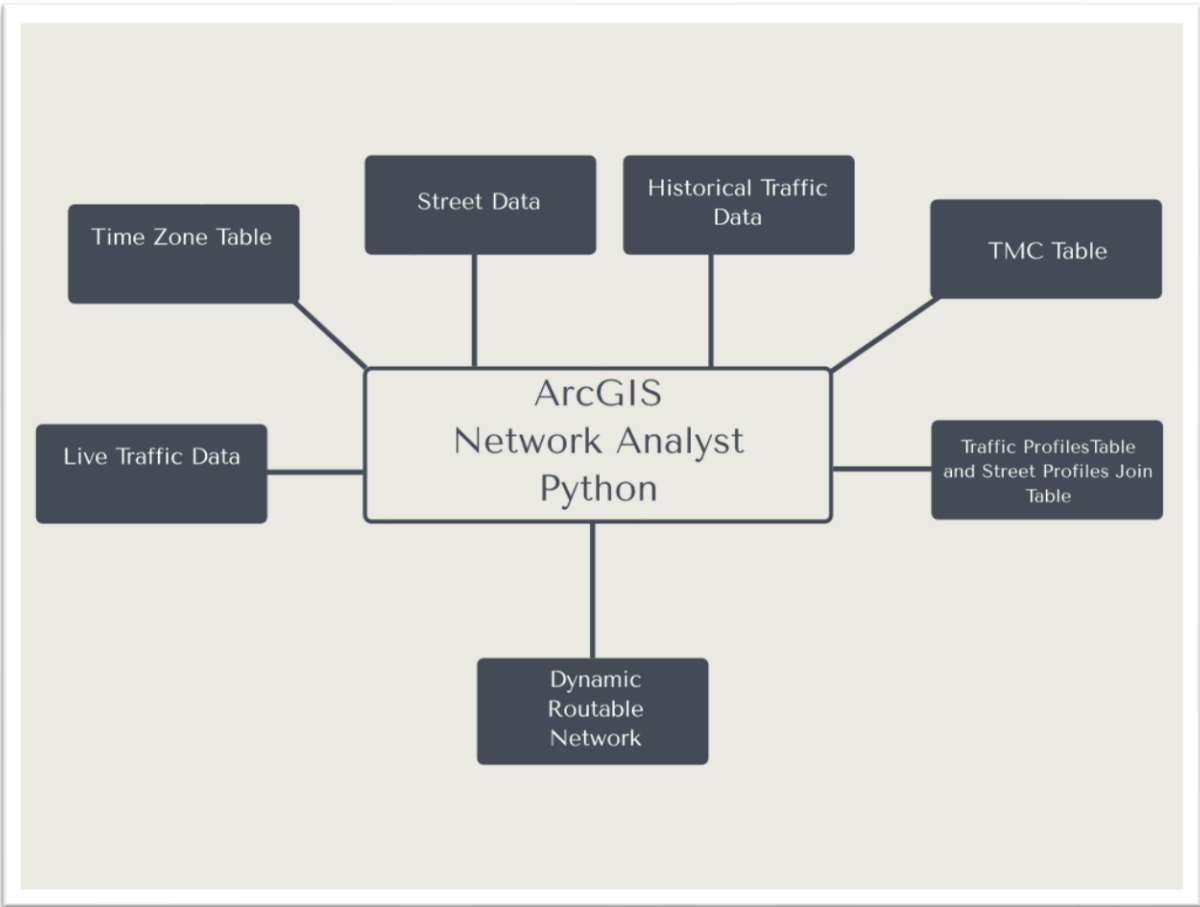 Street Data
Historical Traffic
Data
Time Zone Table
TMC Table
ArcGIS
Network Analyst
Python
Live Traffic Data
Traffic ProfilesTable
and Street Profiles Join
Table
Dynamic
Routable
Network